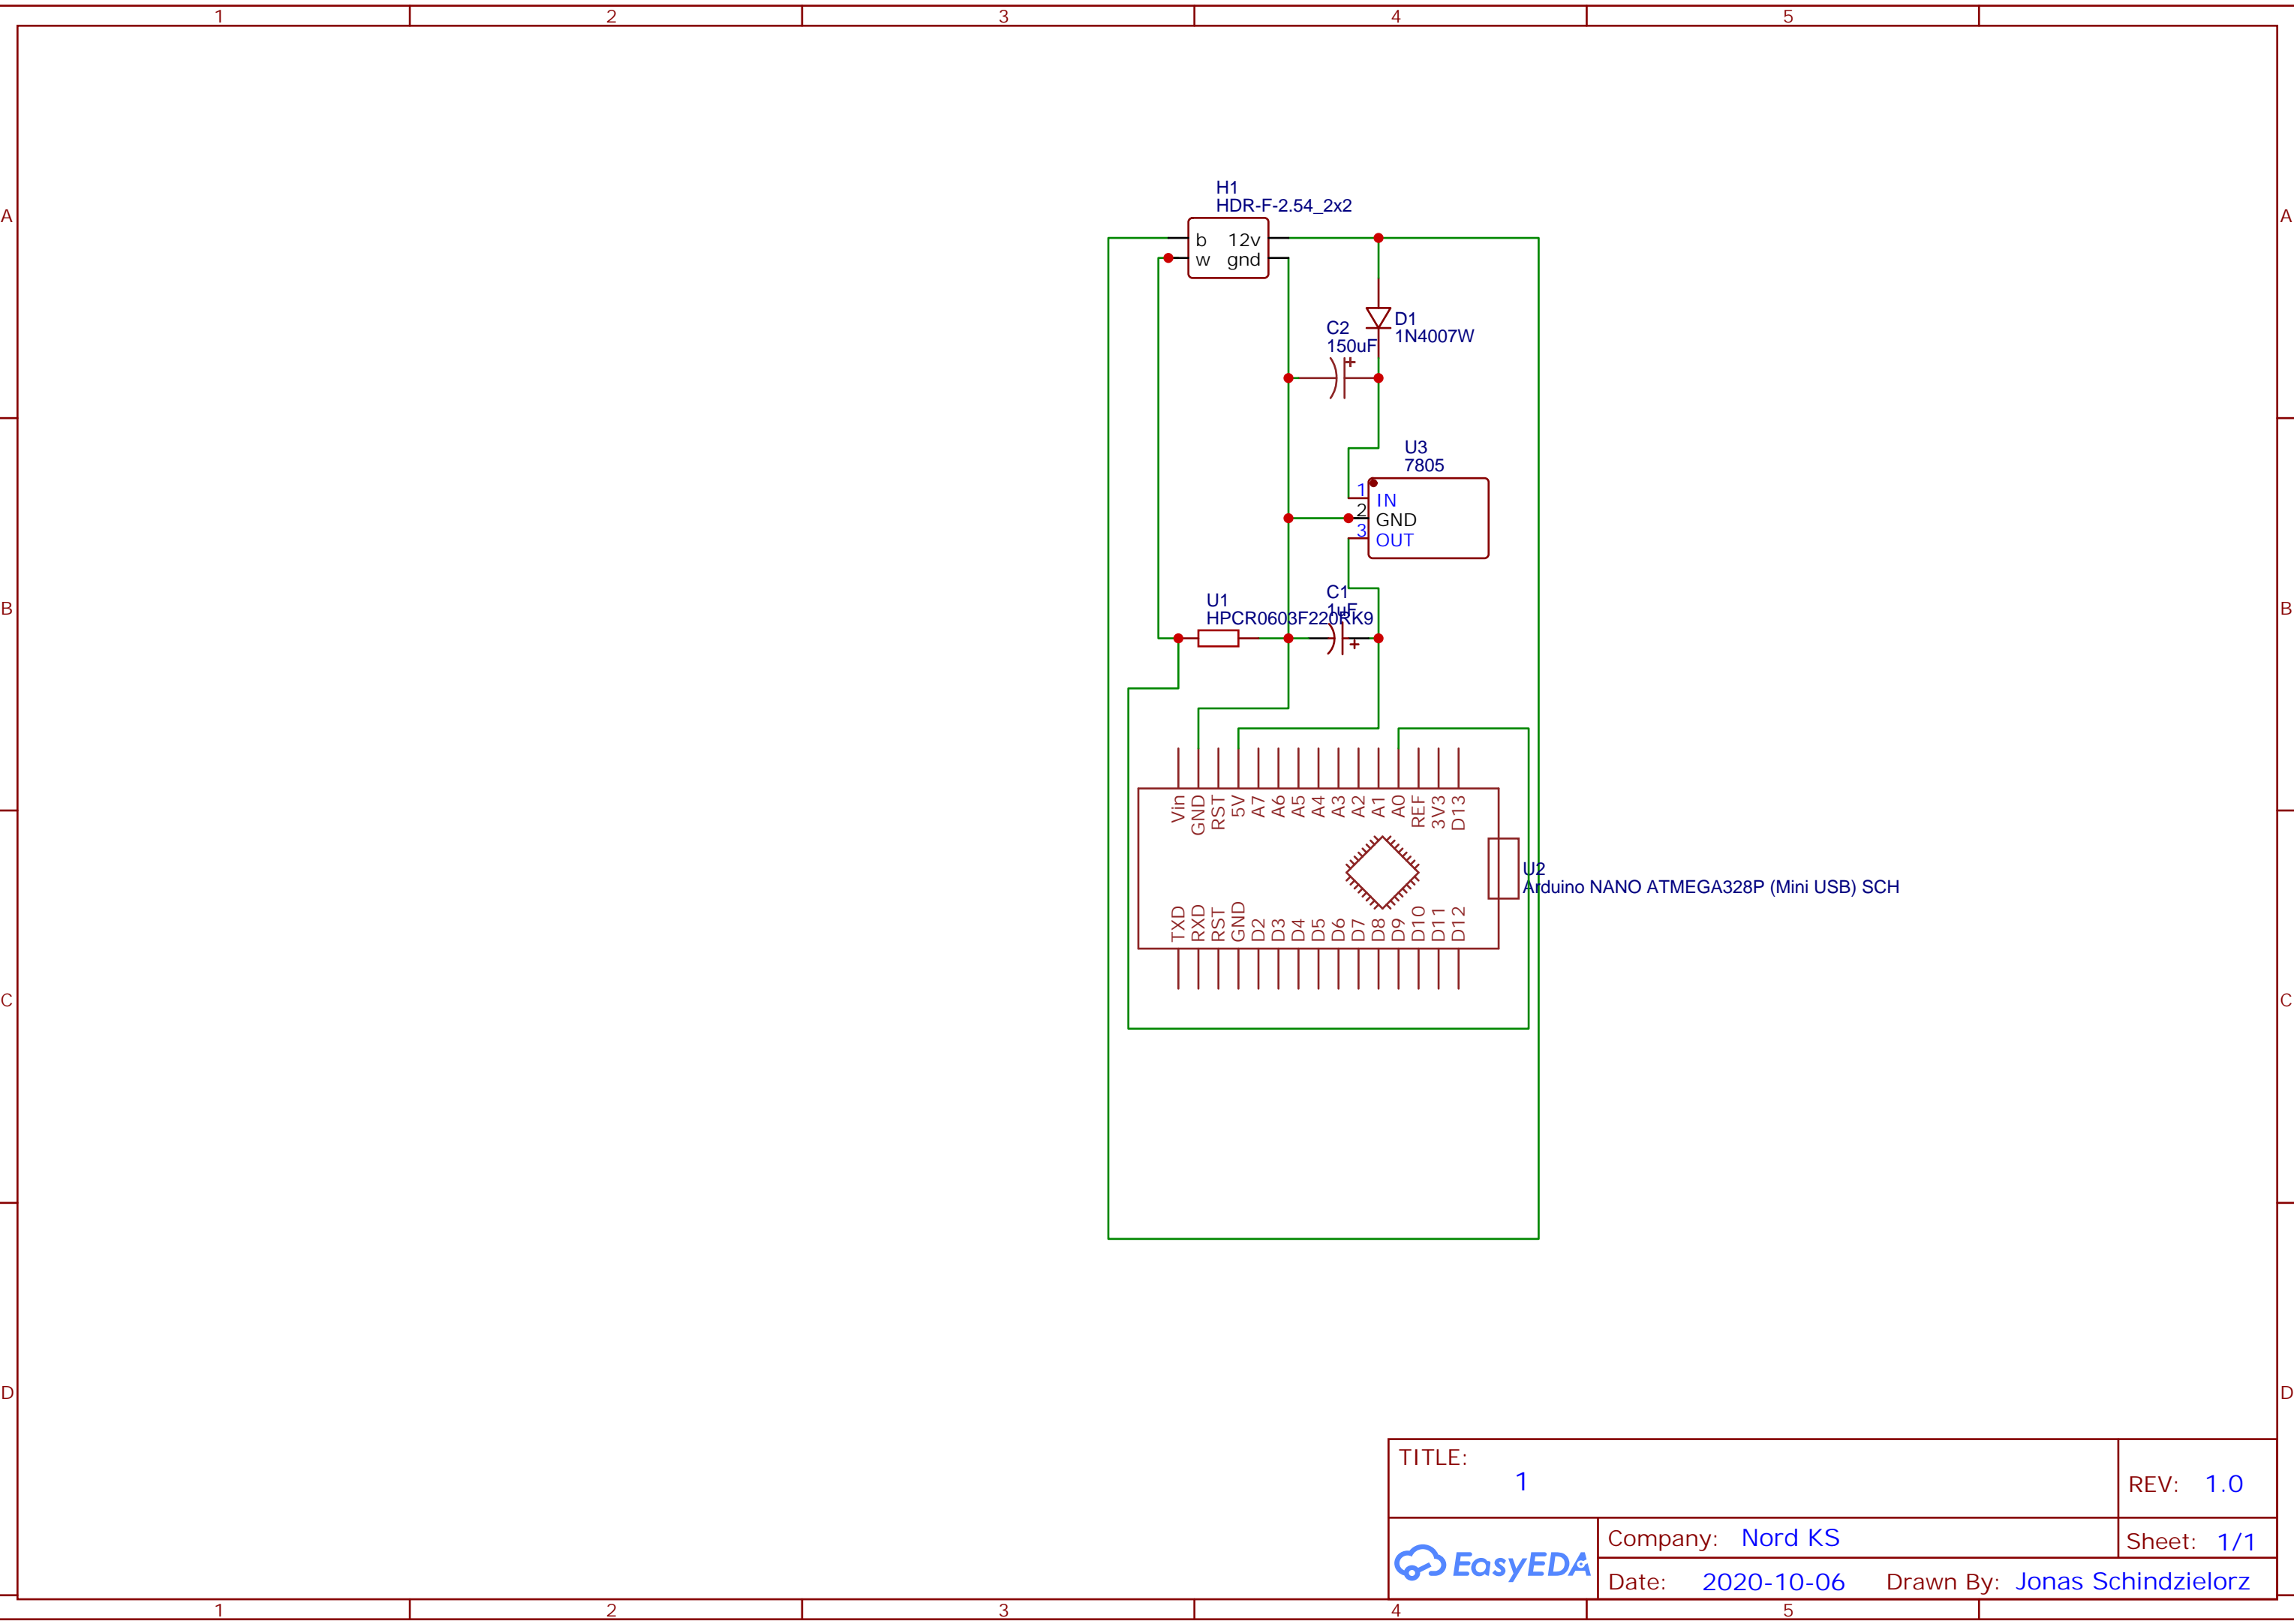 1 2 3 4 5
A A
H1
HDR-F-2.54_2x2
b 12v
w gnd
D1
1N4007W
C2
150uF
U3
7805
1 IN
2 GND
3 OUT
B B
C1
1uF
U1
HPCR0603F220RK9
Vin GND RST 5V A7 A6 A5 A4 A3 A2 A1 A0 REF 3V3 D13
U2
Arduino NANO ATMEGA328P (Mini USB) SCH
TXD RXD RST GND D2 D3 D4 D5 D6 D7 D8 D9 D10 D11 D12
C C
D D
TITLE:
1
REV: 1.0
EasyEDA
Company: Nord KS
Sheet: 1/1
Date: 2020-10-06
Drawn By: Jonas Schindzielorz
1 2 3 4 5